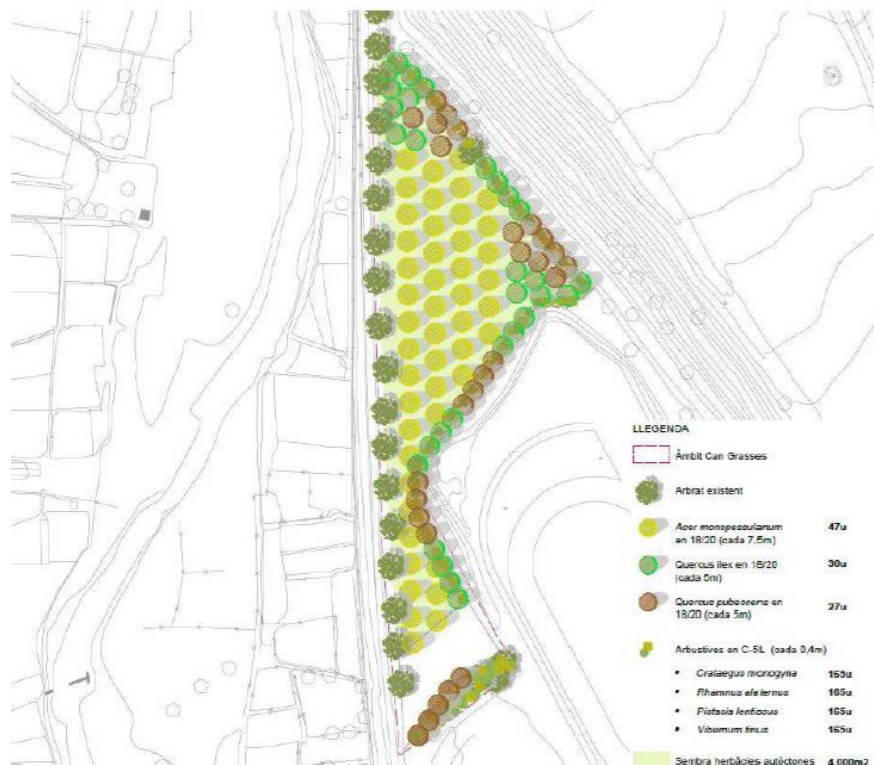 LLEGENDA
Àmbit Can Grasses
Arbrat existent
Acer monspessulanum 47u
en 18/20 (cada 7,5m)
Quercus ilex en 18/20 30u
(cada 5m)
Quercus pubescens en 27u
18/20 (cada 5m)
Arbustives en C-5L (cada 0,4m)
• Crataegus monogyna 165u
• Rhamnus alaternus 165u
• Pistacia lentiscus 165u
• Viburnum tinus 165u
Sembra herbàcies autòctones 4.000m2